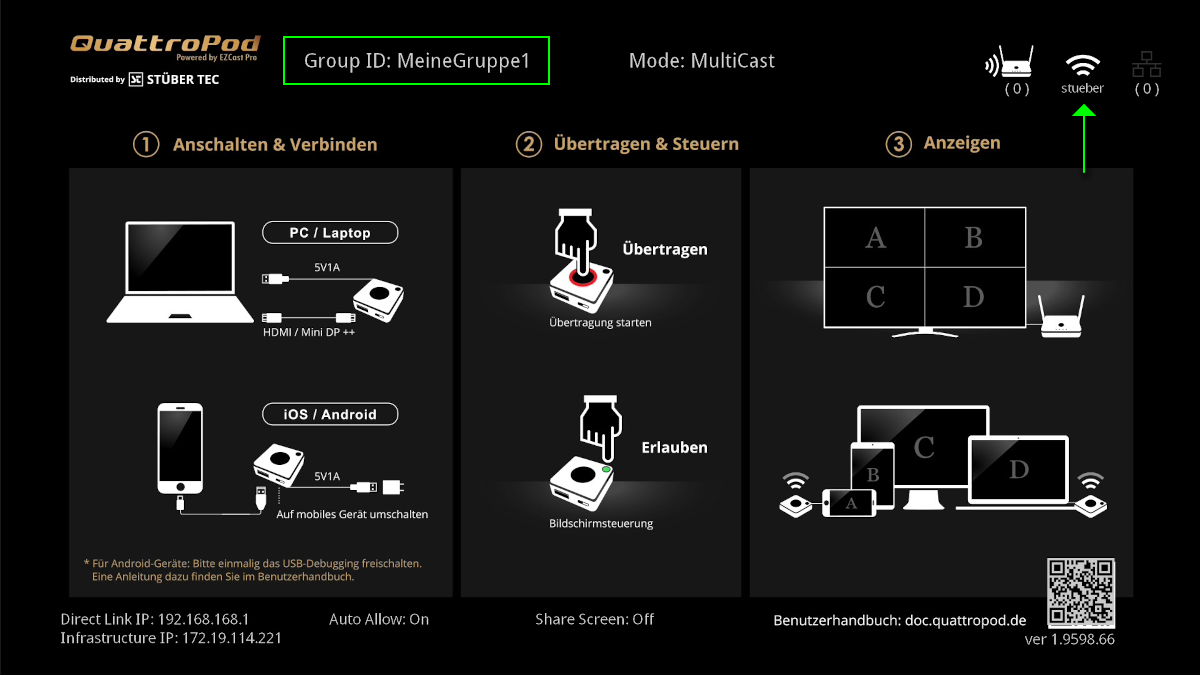 QuattroPod
Powered by EZCast Pro
Distributed by STÜBER TEC
Group ID: MeineGruppe1
Mode: MultiCast
( 0 )
stueber
( 0 )
1 Anschalten & Verbinden
2 Übertragen & Steuern
3 Anzeigen
PC / Laptop
5V1A
HDMI / Mini DP ++
iOS / Android
5V1A
Auf mobiles Gerät umschalten
* Für Android-Geräte: Bitte einmalig das USB-Debugging freischalten.
Eine Anleitung dazu finden Sie im Benutzerhandbuch.
Übertragen
Übertragung starten
Erlauben
Bildschirmsteuerung
A
B
C
D
A
B
C
D
Direct Link IP: 192.168.168.1
Infrastructure IP: 172.19.114.221
Auto Allow: On
Share Screen: Off
Benutzerhandbuch: doc.quattropod.de
ver 1.9598.66